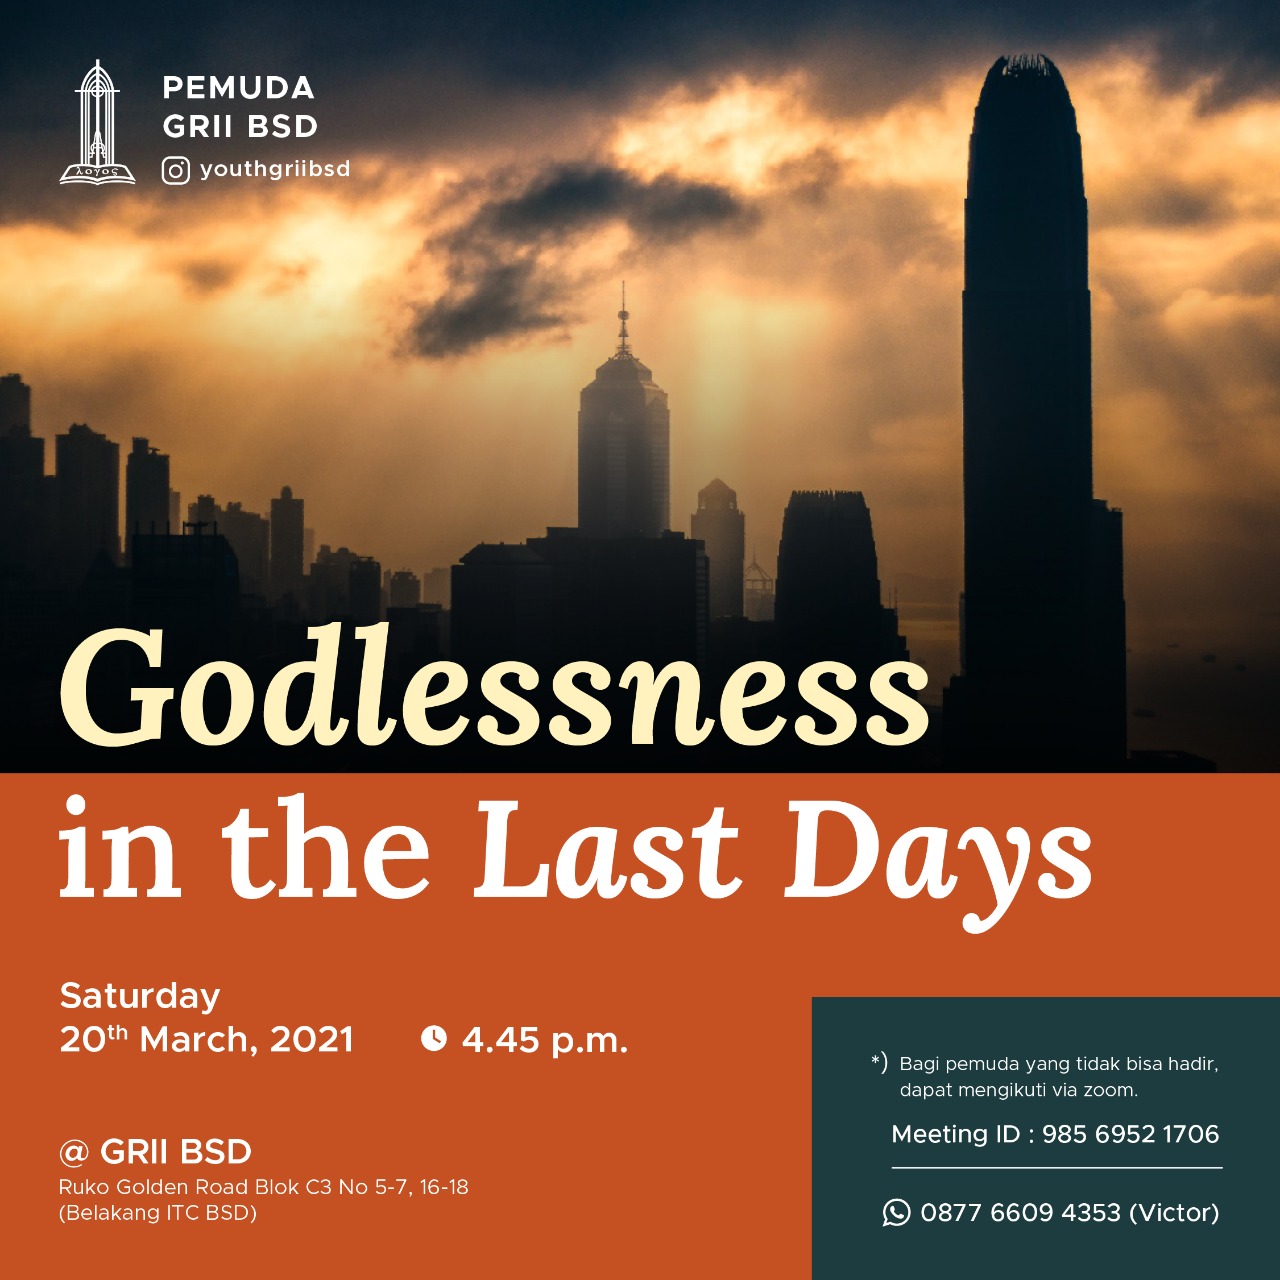 PEMUDA
GRII BSD
youthgriibsd
λογος
Godlessness
in the Last Days
Saturday
20th March, 2021
4.45 p.m.
@ GRII BSD
Ruko Golden Road Blok C3 No 5-7, 16-18
(Belakang ITC BSD)
*) Bagi pemuda yang tidak bisa hadir,
dapat mengikuti via zoom.
Meeting ID : 985 6952 1706
0877 6609 4353 (Victor)